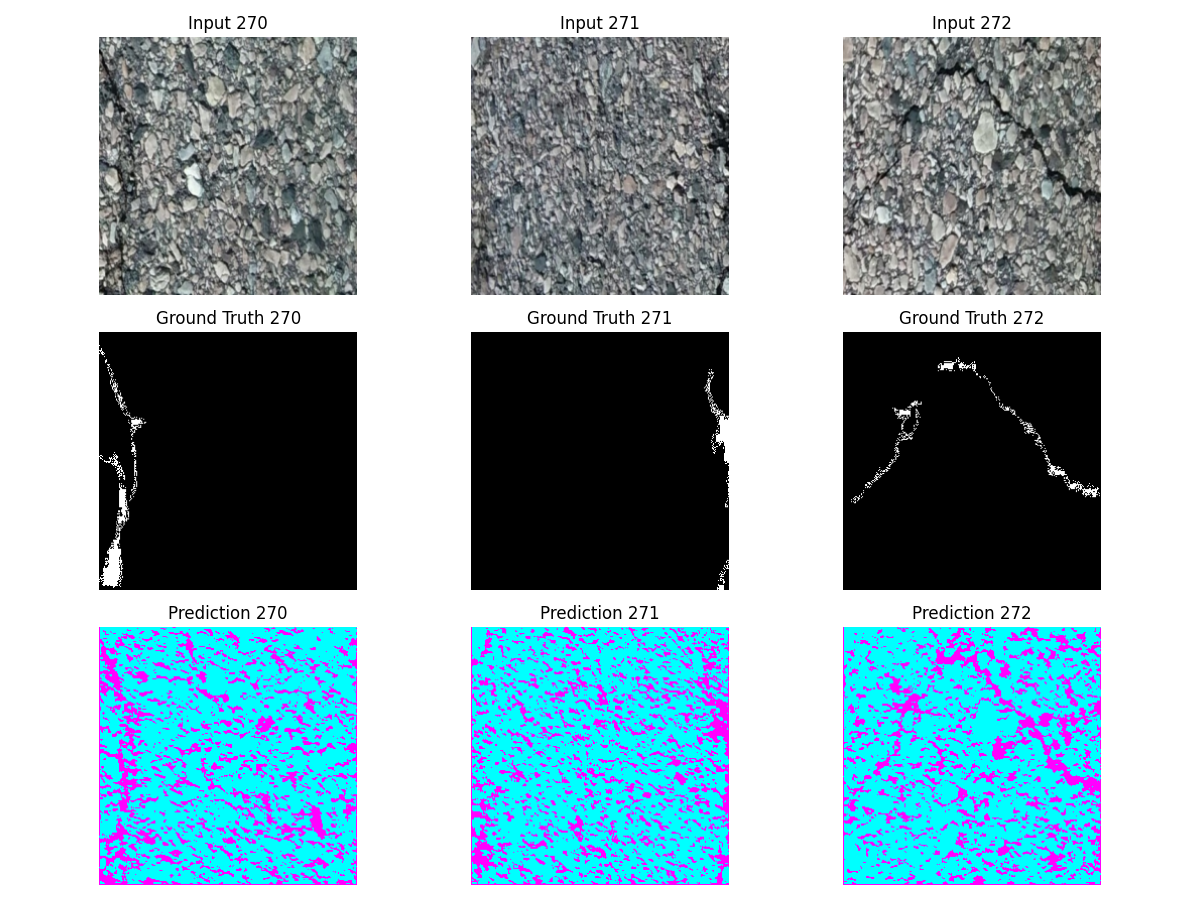 Input 270
Input 271
Input 272
Ground Truth 270
Ground Truth 271
Ground Truth 272
Prediction 270
Prediction 271
Prediction 272